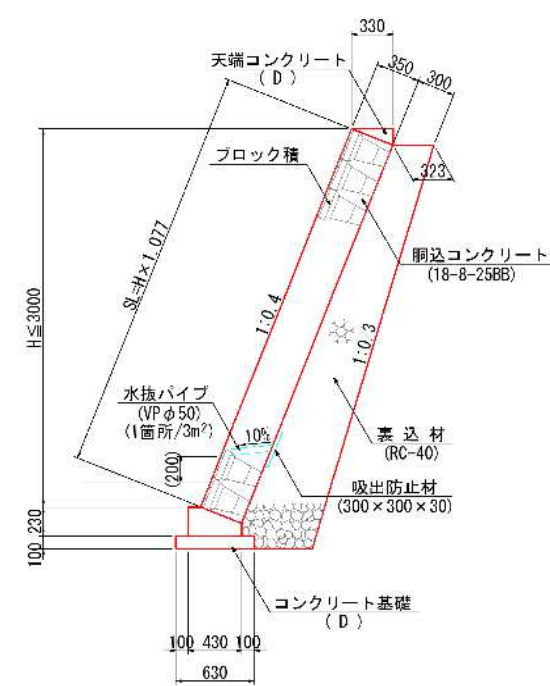 330
天端コンクリート
( D )
350
300
ブロック積
323
胴込コンクリート
(18-8-25BB)
SL=H×1.077
H≦3000
1:0.4
1:0.3
水抜パイプ
(VPφ50)
(1箇所/3m²)
10%
(200)
裏込材
(RC-40)
吸出防止材
(300×300×30)
230
100
コンクリート基礎
( D )
100
430
100
630